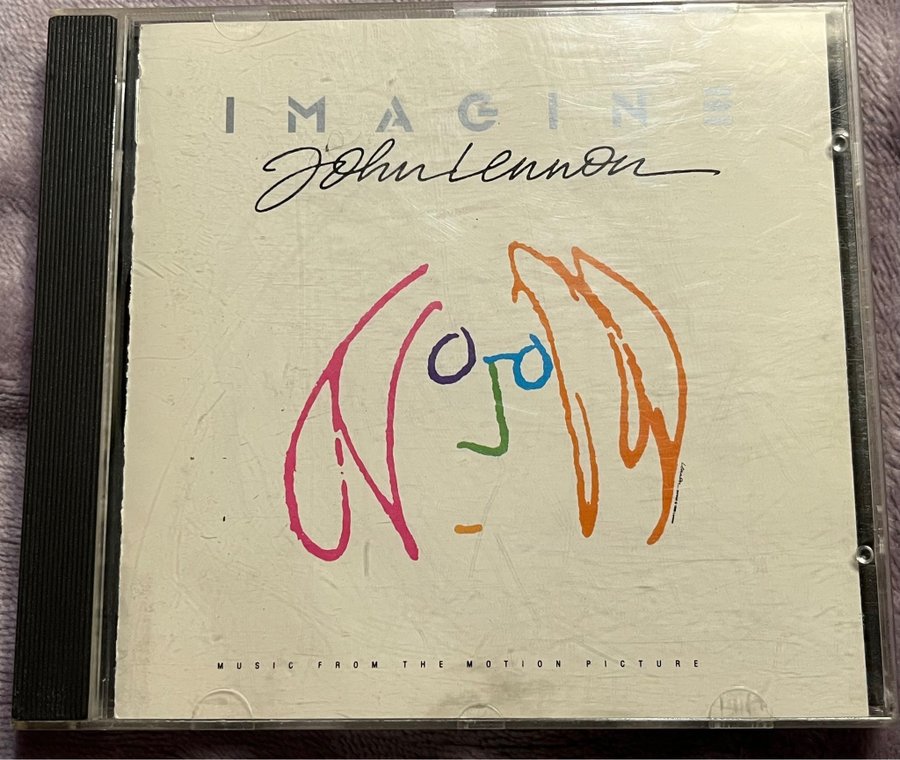 IMAGINE
John Lennon
MUSIC FROM THE MOTION PICTURE